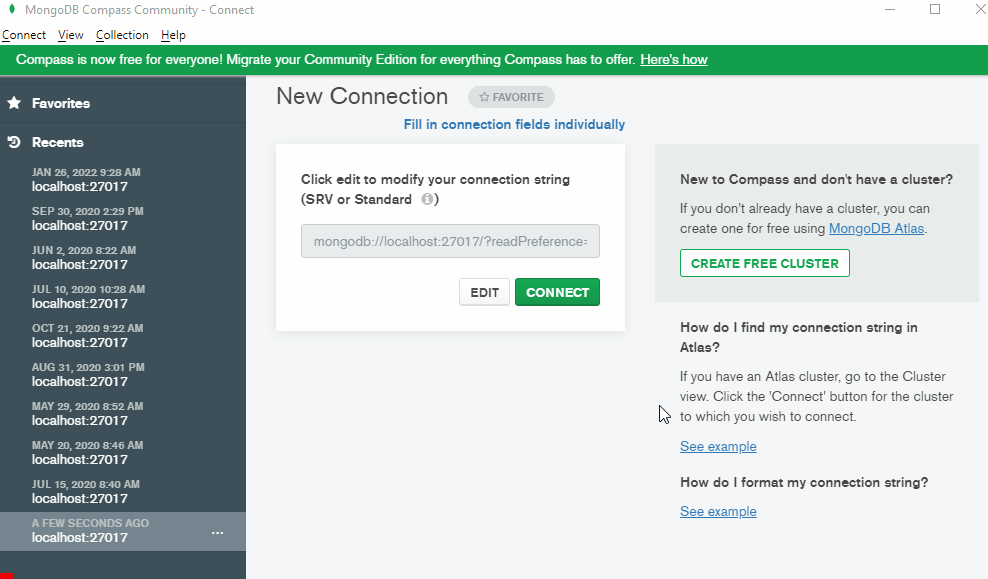 MongoDB Compass Community - Connect
Connect View Collection Help
Compass is now free for everyone! Migrate your Community Edition for everything Compass has to offer. Here's how
Favorites
Recents
JAN 26, 2022 9:28 AM
localhost:27017
SEP 30, 2020 2:29 PM
localhost:27017
JUN 2, 2020 8:22 AM
localhost:27017
JUL 10, 2020 10:28 AM
localhost:27017
OCT 21, 2020 9:22 AM
localhost:27017
AUG 31, 2020 3:01 PM
localhost:27017
MAY 29, 2020 8:52 AM
localhost:27017
MAY 20, 2020 8:46 AM
localhost:27017
JUL 15, 2020 8:40 AM
localhost:27017
A FEW SECONDS AGO
localhost:27017
...
New Connection
FAVORITE
Fill in connection fields individually
Click edit to modify your connection string
(SRV or Standard )
mongodb://localhost:27017/?readPreference=
EDIT
CONNECT
New to Compass and don't have a cluster?
If you don't already have a cluster, you can
create one for free using MongoDB Atlas.
CREATE FREE CLUSTER
How do I find my connection string in
Atlas?
If you have an Atlas cluster, go to the Cluster
view. Click the 'Connect' button for the cluster
to which you wish to connect.
See example
How do I format my connection string?
See example